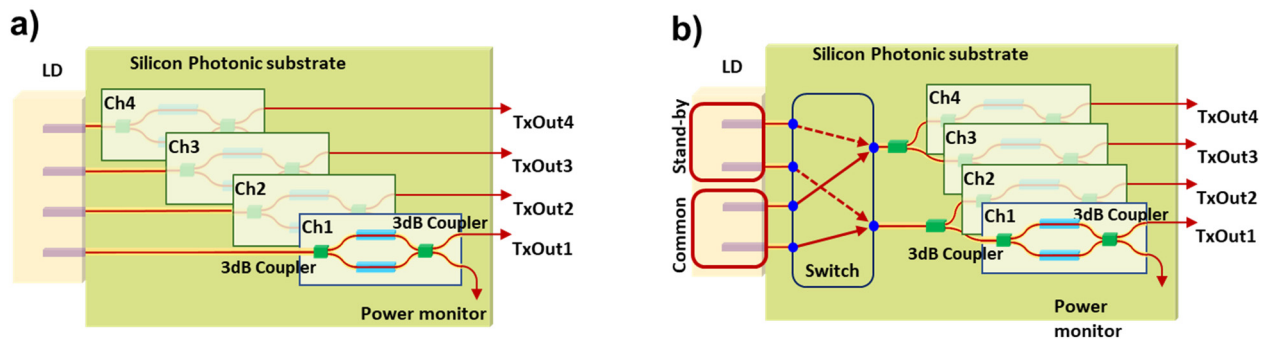 a)
LD
Silicon Photonic substrate
Ch4
TxOut4
Ch3
TxOut3
Ch2
TxOut2
Ch1
3dB Coupler
TxOut1
3dB Coupler
Power monitor
b)
LD
Silicon Photonic substrate
Stand-by
Common
Switch
Ch4
TxOut4
Ch3
TxOut3
Ch2
TxOut2
Ch1
3dB Coupler
TxOut1
3dB Coupler
Power
monitor